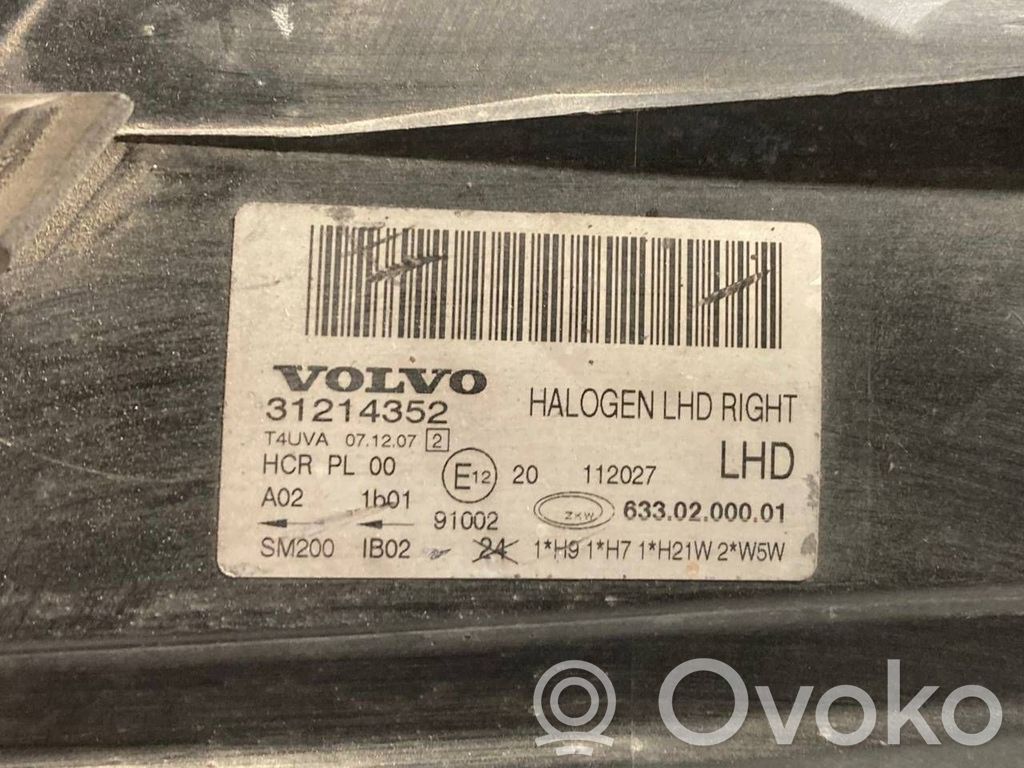 VOLVO
31214352
HALOGEN LHD RIGHT
T4UVA 07.12.07 2
LHD
HCR PL 00
E12 20 112027
A02 1b01
91002
ZKW 633.02.000.01
SM200 IB02 24 1*H9 1*H7 1*H21W 2*W5W
© Ovoko